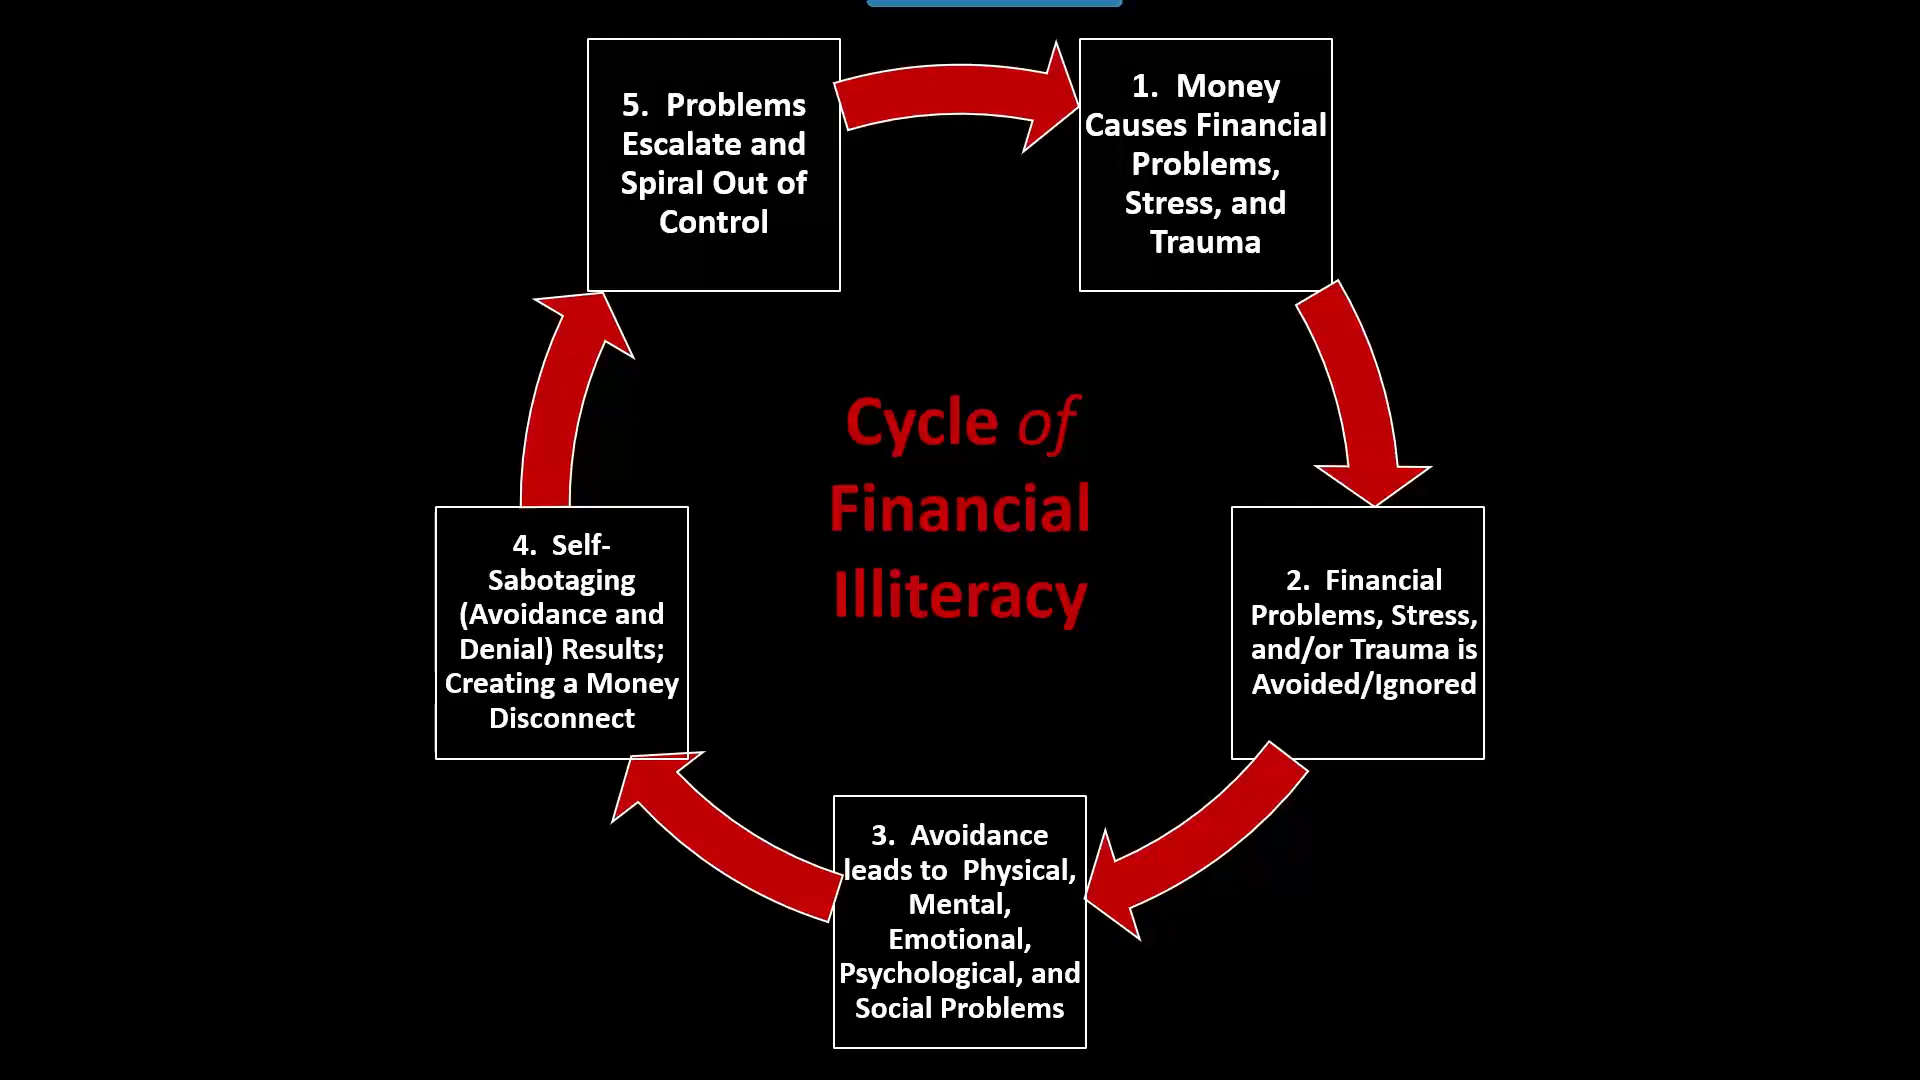 5.  Problems
Escalate and
Spiral Out of
Control
1.  Money
Causes Financial
Problems,
Stress, and
Trauma
Cycle of
Financial
Illiteracy
4.  Self-
Sabotaging
(Avoidance and
Denial) Results;
Creating a Money
Disconnect
2.  Financial
Problems, Stress,
and/or Trauma is
Avoided/Ignored
3.  Avoidance
leads to  Physical,
Mental,
Emotional,
Psychological, and
Social Problems